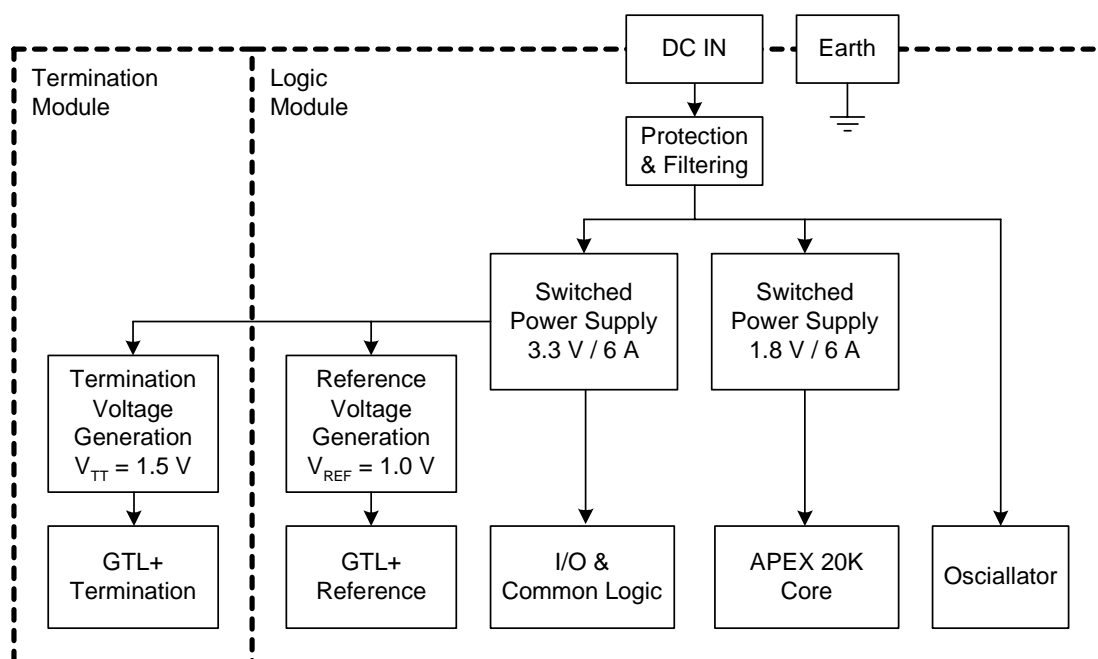 DC IN
Earth
Termination
Module
Logic
Module
Protection
& Filtering
Switched
Power Supply
3.3 V / 6 A
Switched
Power Supply
1.8 V / 6 A
Termination
Voltage
Generation
V_TT = 1.5 V
Reference
Voltage
Generation
V_REF = 1.0 V
GTL+
Termination
GTL+
Reference
I/O &
Common Logic
APEX 20K
Core
Osciallator